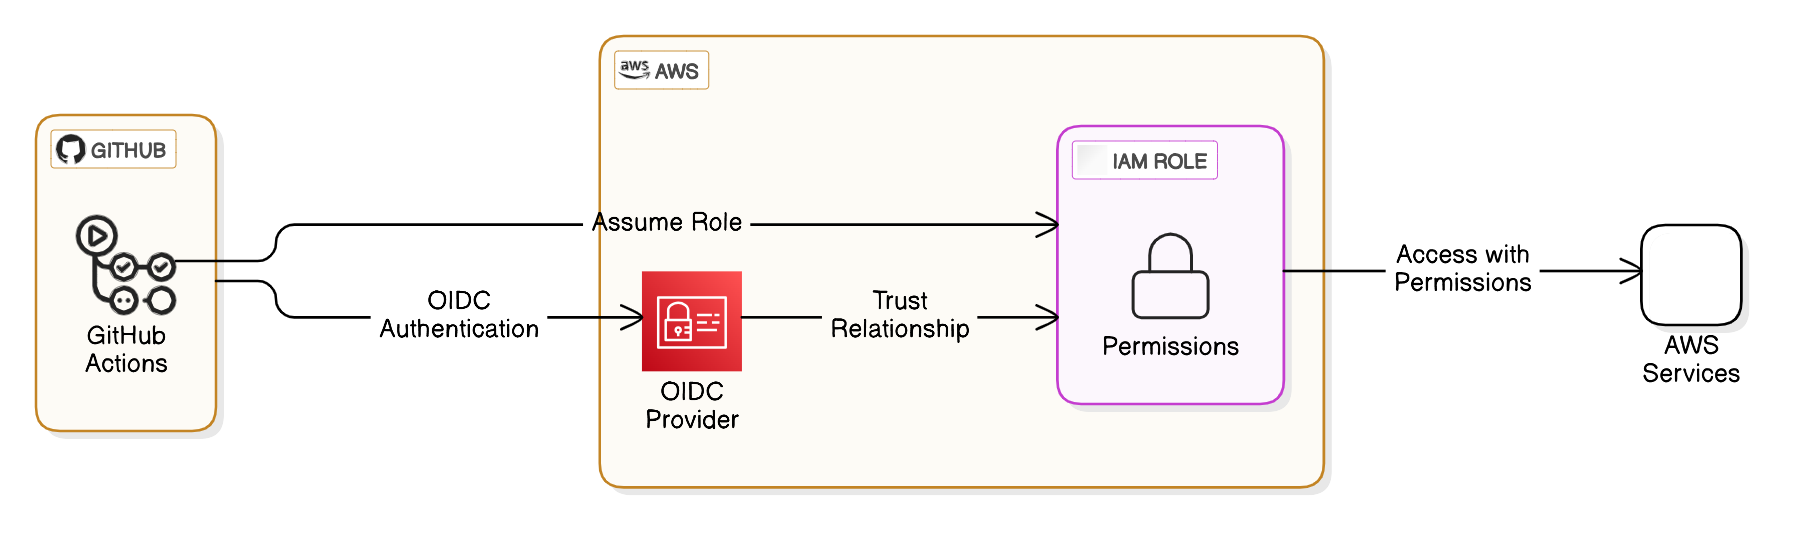 aws AWS
GITHUB
IAM ROLE
Assume Role
Access with
Permissions
OIDC
Authentication
Trust
Relationship
GitHub
Actions
Permissions
AWS
Services
OIDC
Provider